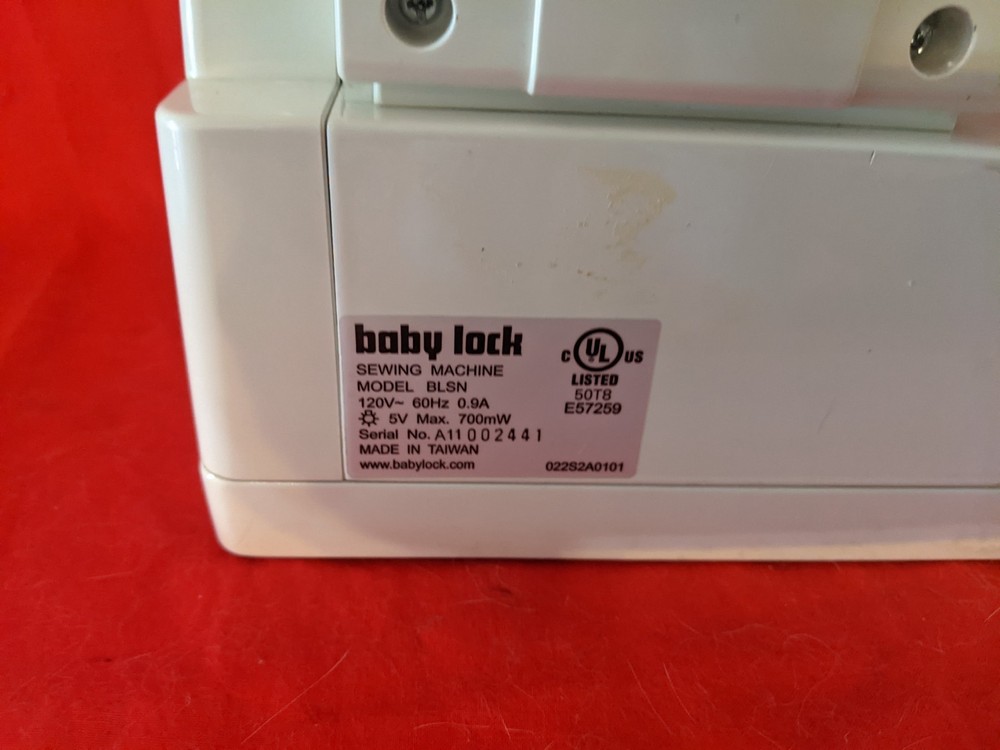 baby lock
SEWING MACHINE
MODEL BLSN
120V~ 60Hz 0.9A
5V Max. 700mW
Serial No. A11002441
MADE IN TAIWAN
www.babylock.com
C UL US
LISTED
50T8
E57259
022S2A0101